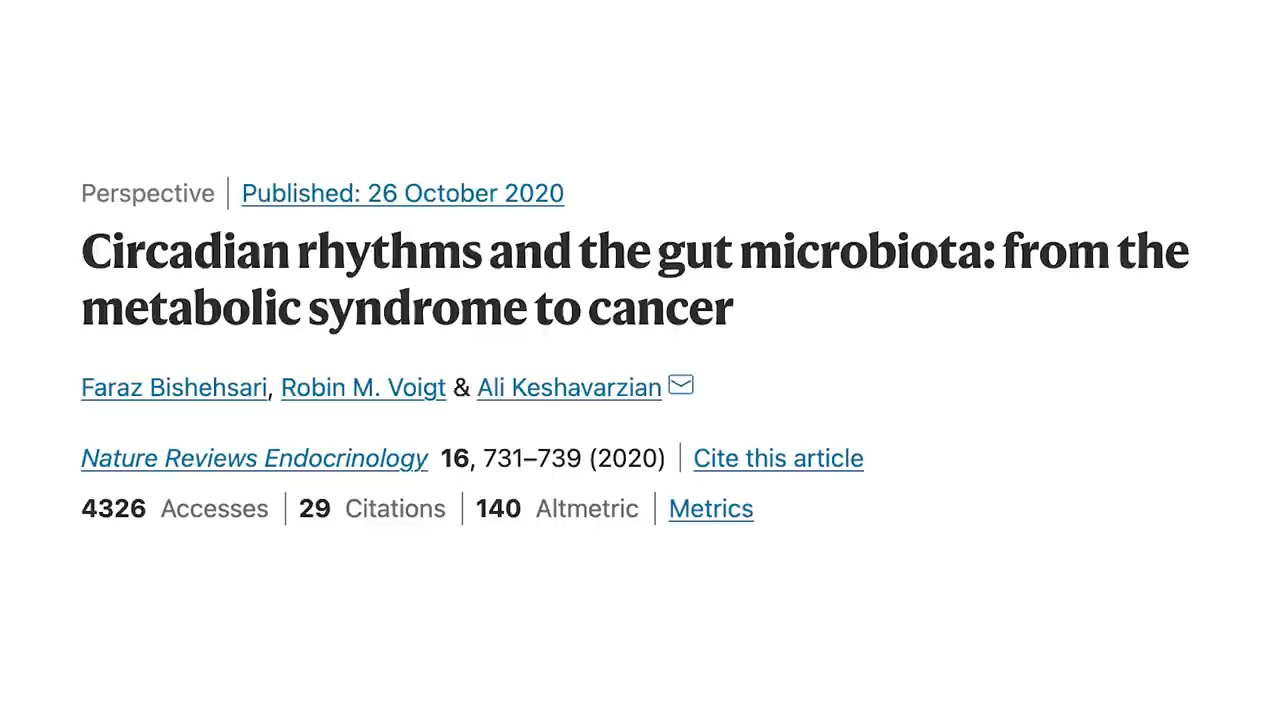 Perspective | Published: 26 October 2020
Circadian rhythms and the gut microbiota: from the
metabolic syndrome to cancer
Faraz Bishehsari, Robin M. Voigt & Ali Keshavarzian
Nature Reviews Endocrinology 16, 731–739 (2020) | Cite this article
4326 Accesses | 29 Citations | 140 Altmetric | Metrics